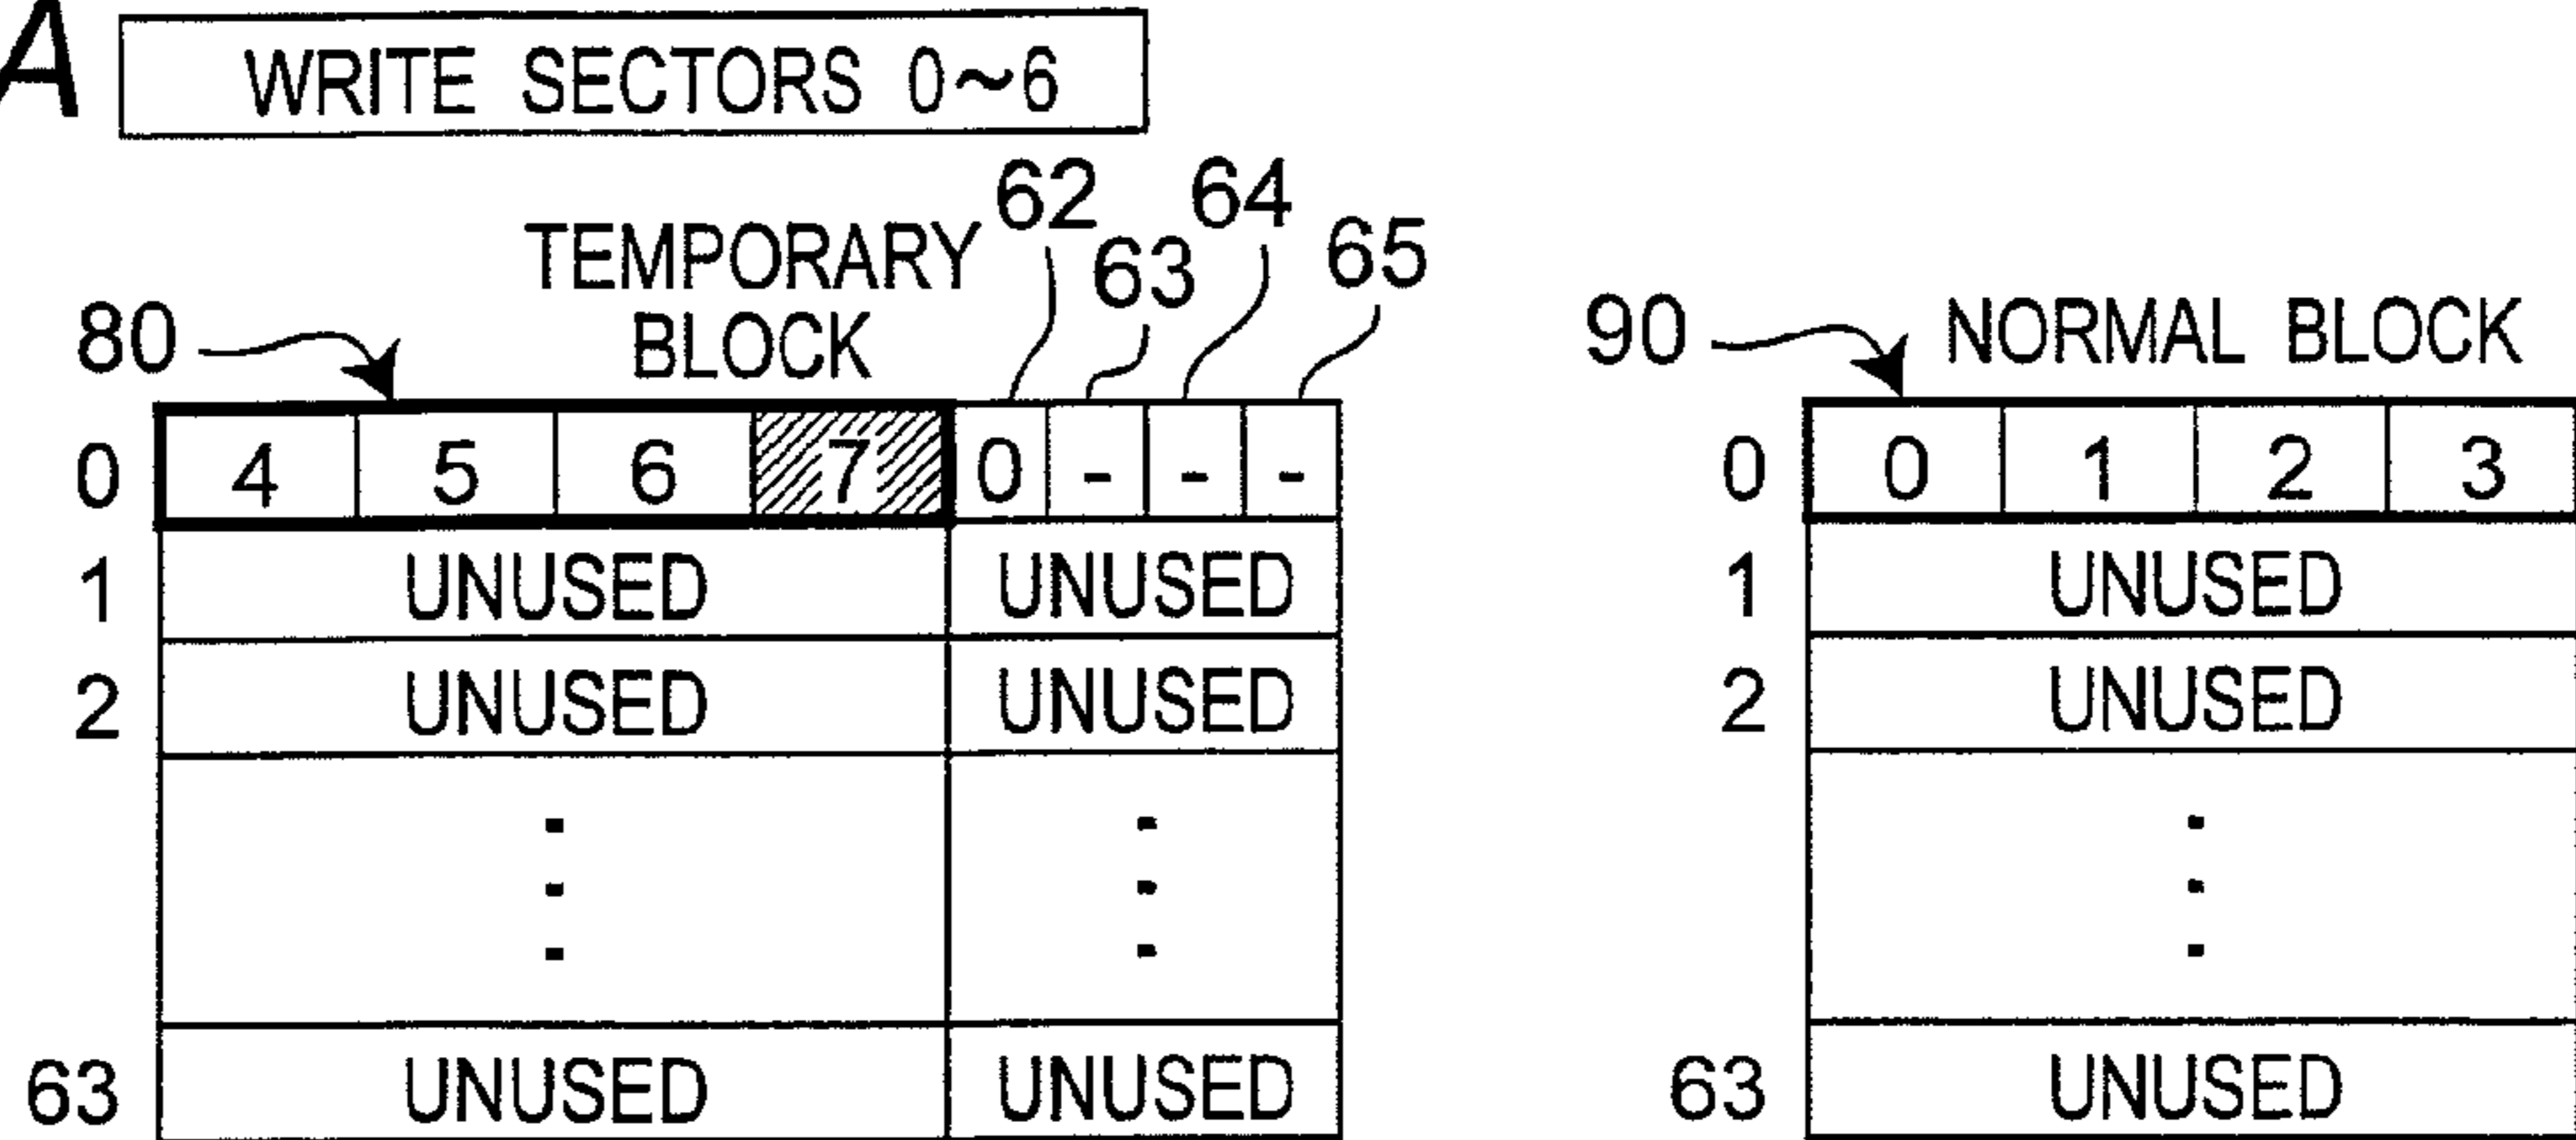 A WRITE SECTORS 0~6
62 64
TEMPORARY 63 65
80 BLOCK 90 NORMAL BLOCK
0 4 5 6 7 0 - - - 0 0 1 2 3
1 UNUSED UNUSED 1 UNUSED
2 UNUSED UNUSED 2 UNUSED
63 UNUSED UNUSED 63 UNUSED